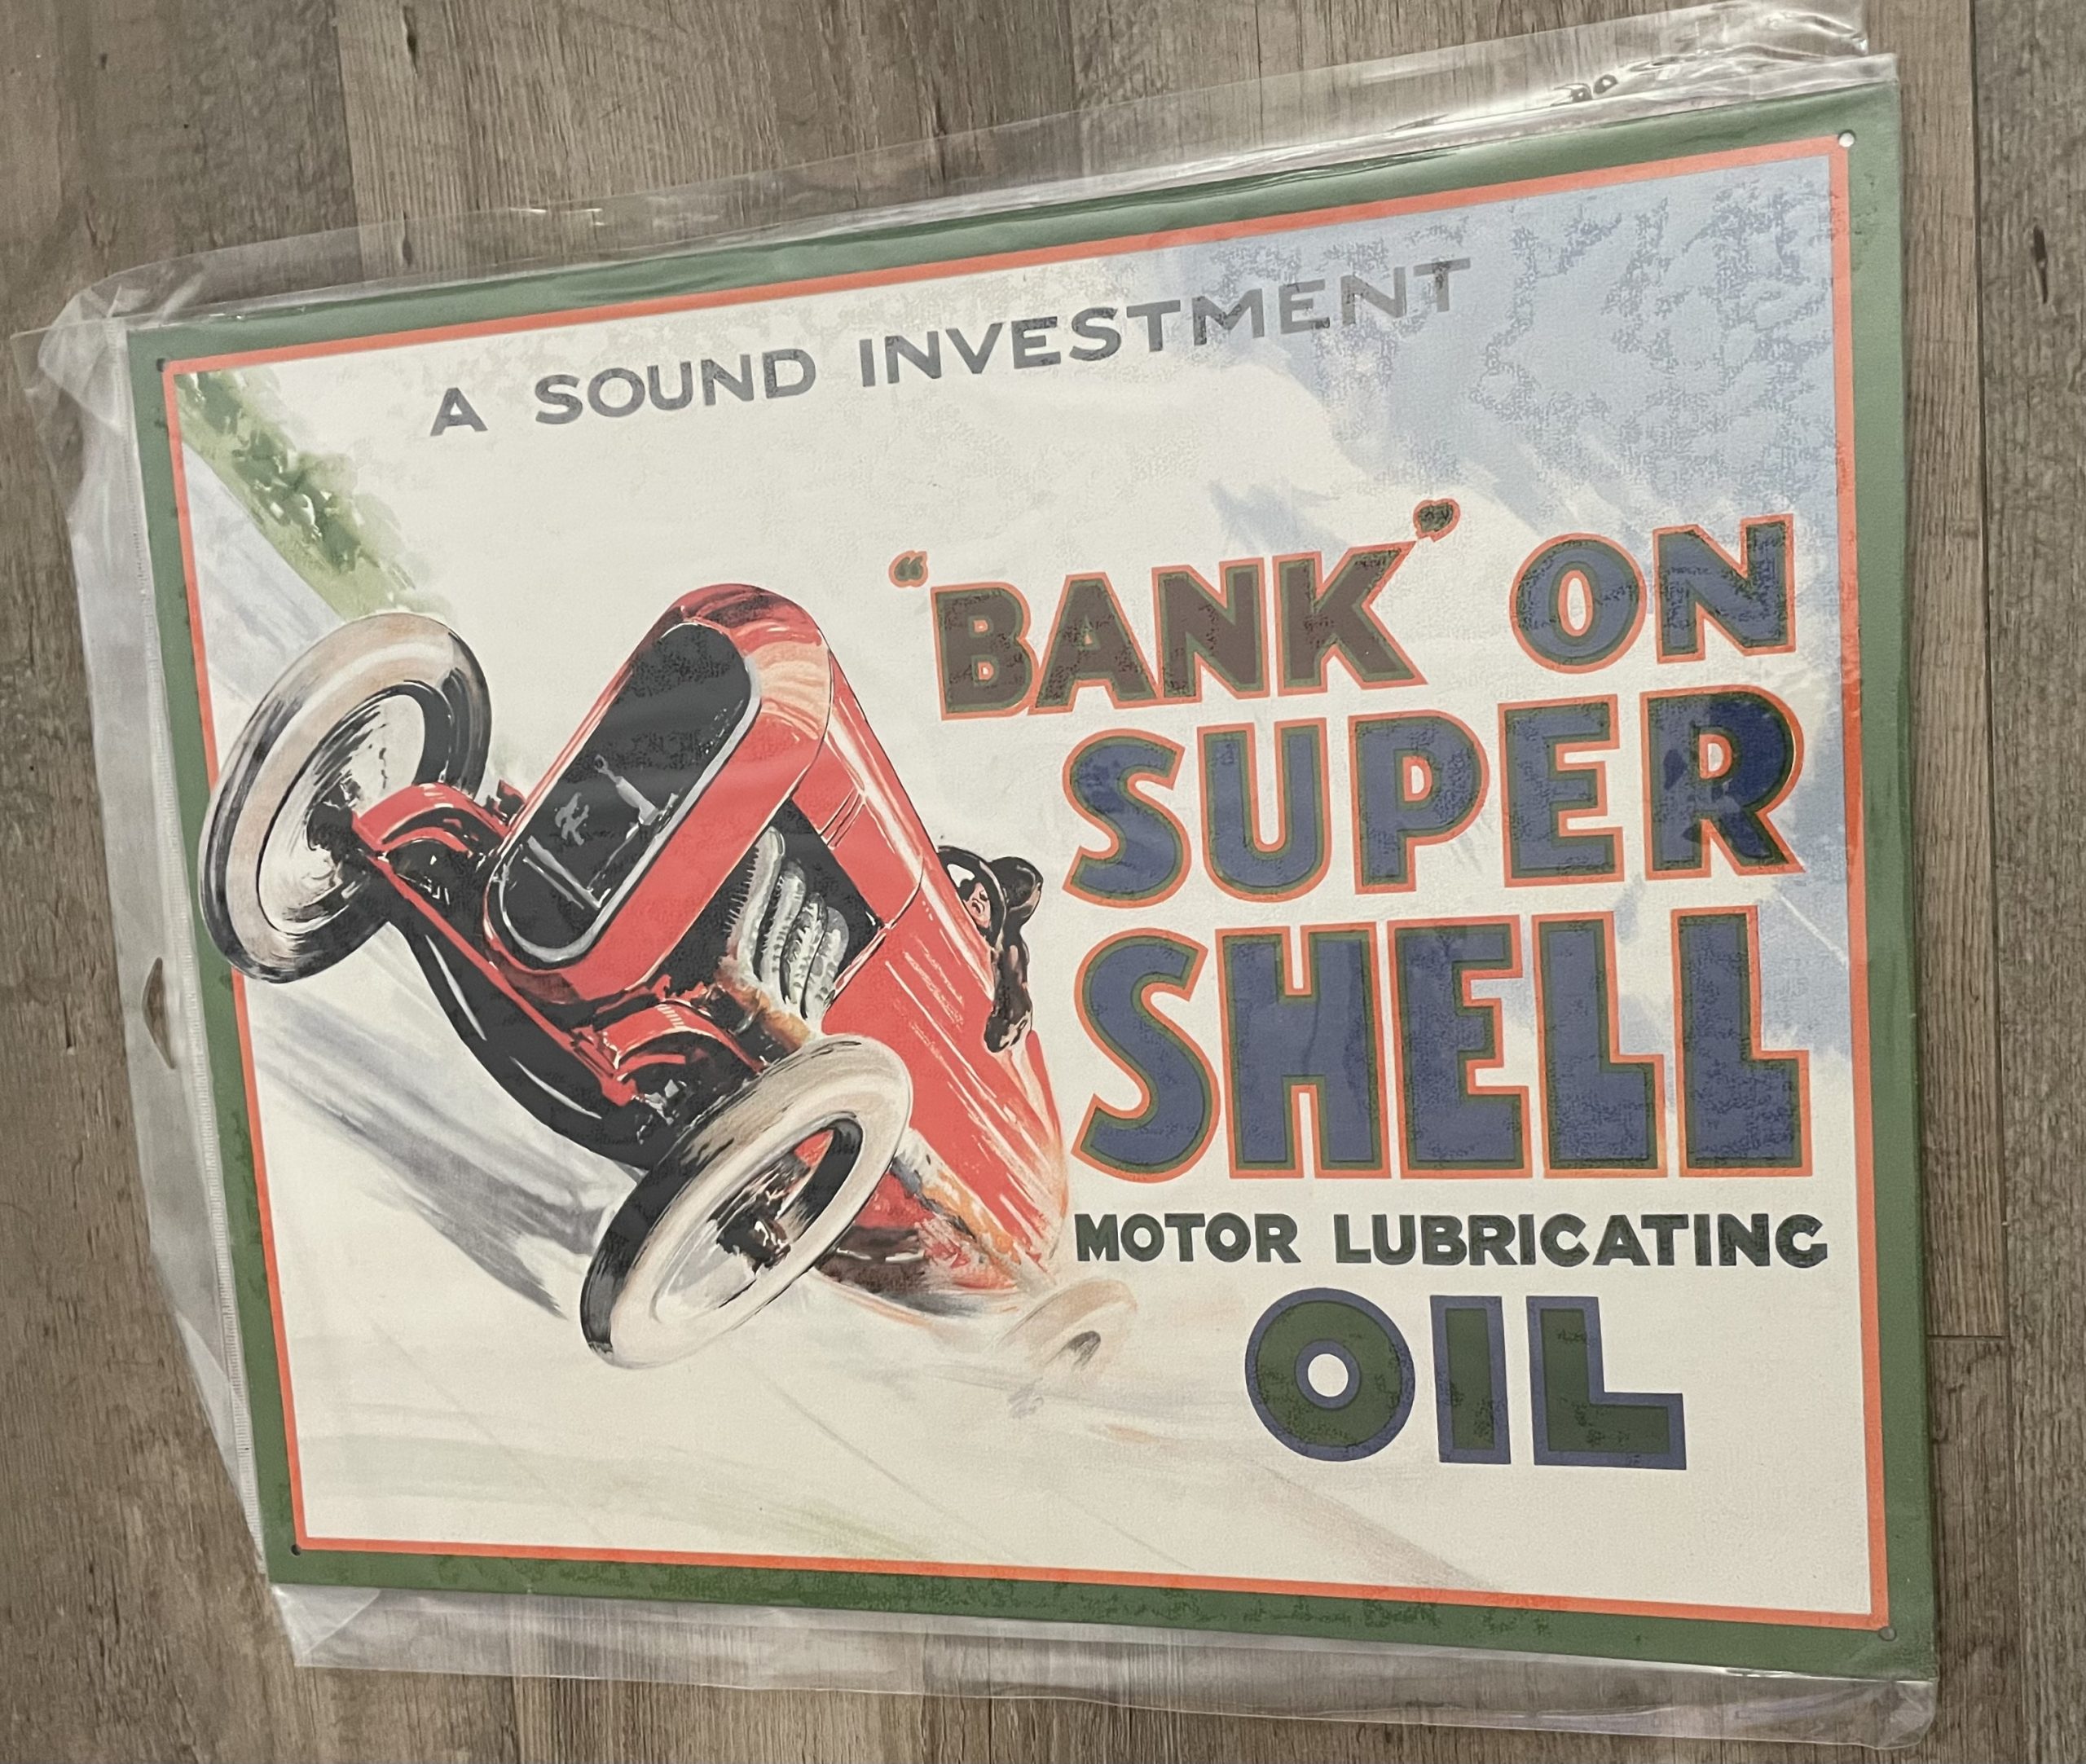 A SOUND INVESTMENT
“BANK” ON
SUPER
SHELL
MOTOR LUBRICATING
OIL